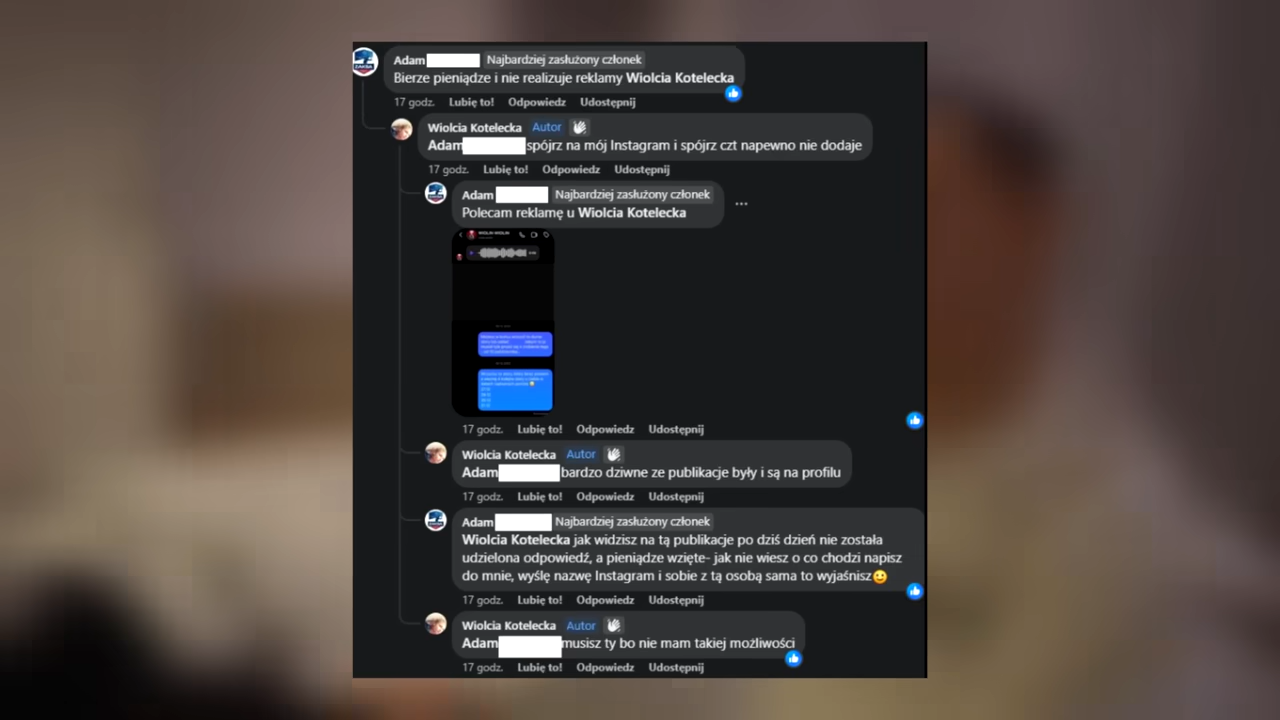 Adam Najbardziej zasłużony członek
Bierze pieniądze i nie realizuje reklamy Wiolcia Kotelecka
17 godz. Lubię to! Odpowiedz Udostępnij
Wiolcia Kotelecka Autor
Adam spójrz na mój Instagram i spójrz czt napewno nie dodaje
17 godz. Lubię to! Odpowiedz Udostępnij
Adam Najbardziej zasłużony członek
Polecam reklamę u Wiolcia Kotelecka
17 godz. Lubię to! Odpowiedz Udostępnij
Wiolcia Kotelecka Autor
Adam bardzo dziwne ze publikacje były i są na profilu
17 godz. Lubię to! Odpowiedz Udostępnij
Adam Najbardziej zasłużony członek
Wiolcia Kotelecka jak widzisz na tą publikacje po dziś dzień nie została
udzielona odpowiedź, a pieniądze wzięte- jak nie wiesz o co chodzi napisz
do mnie, wyślę nazwę Instagram i sobie z tą osobą sama to wyjaśnisz
17 godz. Lubię to! Odpowiedz Udostępnij
Wiolcia Kotelecka Autor
Adam musisz ty bo nie mam takiej możliwości
17 godz. Lubię to! Odpowiedz Udostępnij